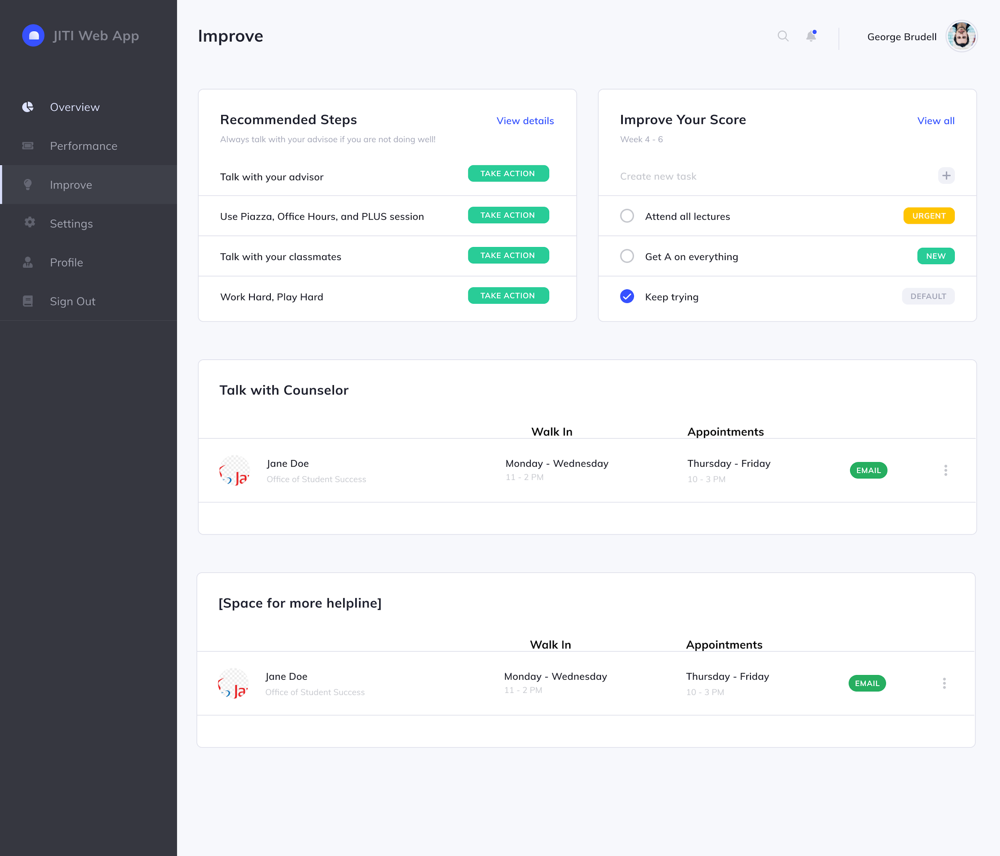 JITI Web App
Overview
Performance
Improve
Settings
Profile
Sign Out
Improve
George Brudell
Recommended Steps
View details
Always talk with your advisoe if you are not doing well!
Talk with your advisor
TAKE ACTION
Use Piazza, Office Hours, and PLUS session
TAKE ACTION
Talk with your classmates
TAKE ACTION
Work Hard, Play Hard
TAKE ACTION
Improve Your Score
View all
Week 4 - 6
Create new task
Attend all lectures
URGENT
Get A on everything
NEW
Keep trying
DEFAULT
Talk with Counselor
Walk In
Appointments
Jane Doe
Office of Student Success
Monday - Wednesday
11 - 2 PM
Thursday - Friday
10 - 3 PM
EMAIL
[Space for more helpline]
Walk In
Appointments
Jane Doe
Office of Student Success
Monday - Wednesday
11 - 2 PM
Thursday - Friday
10 - 3 PM
EMAIL